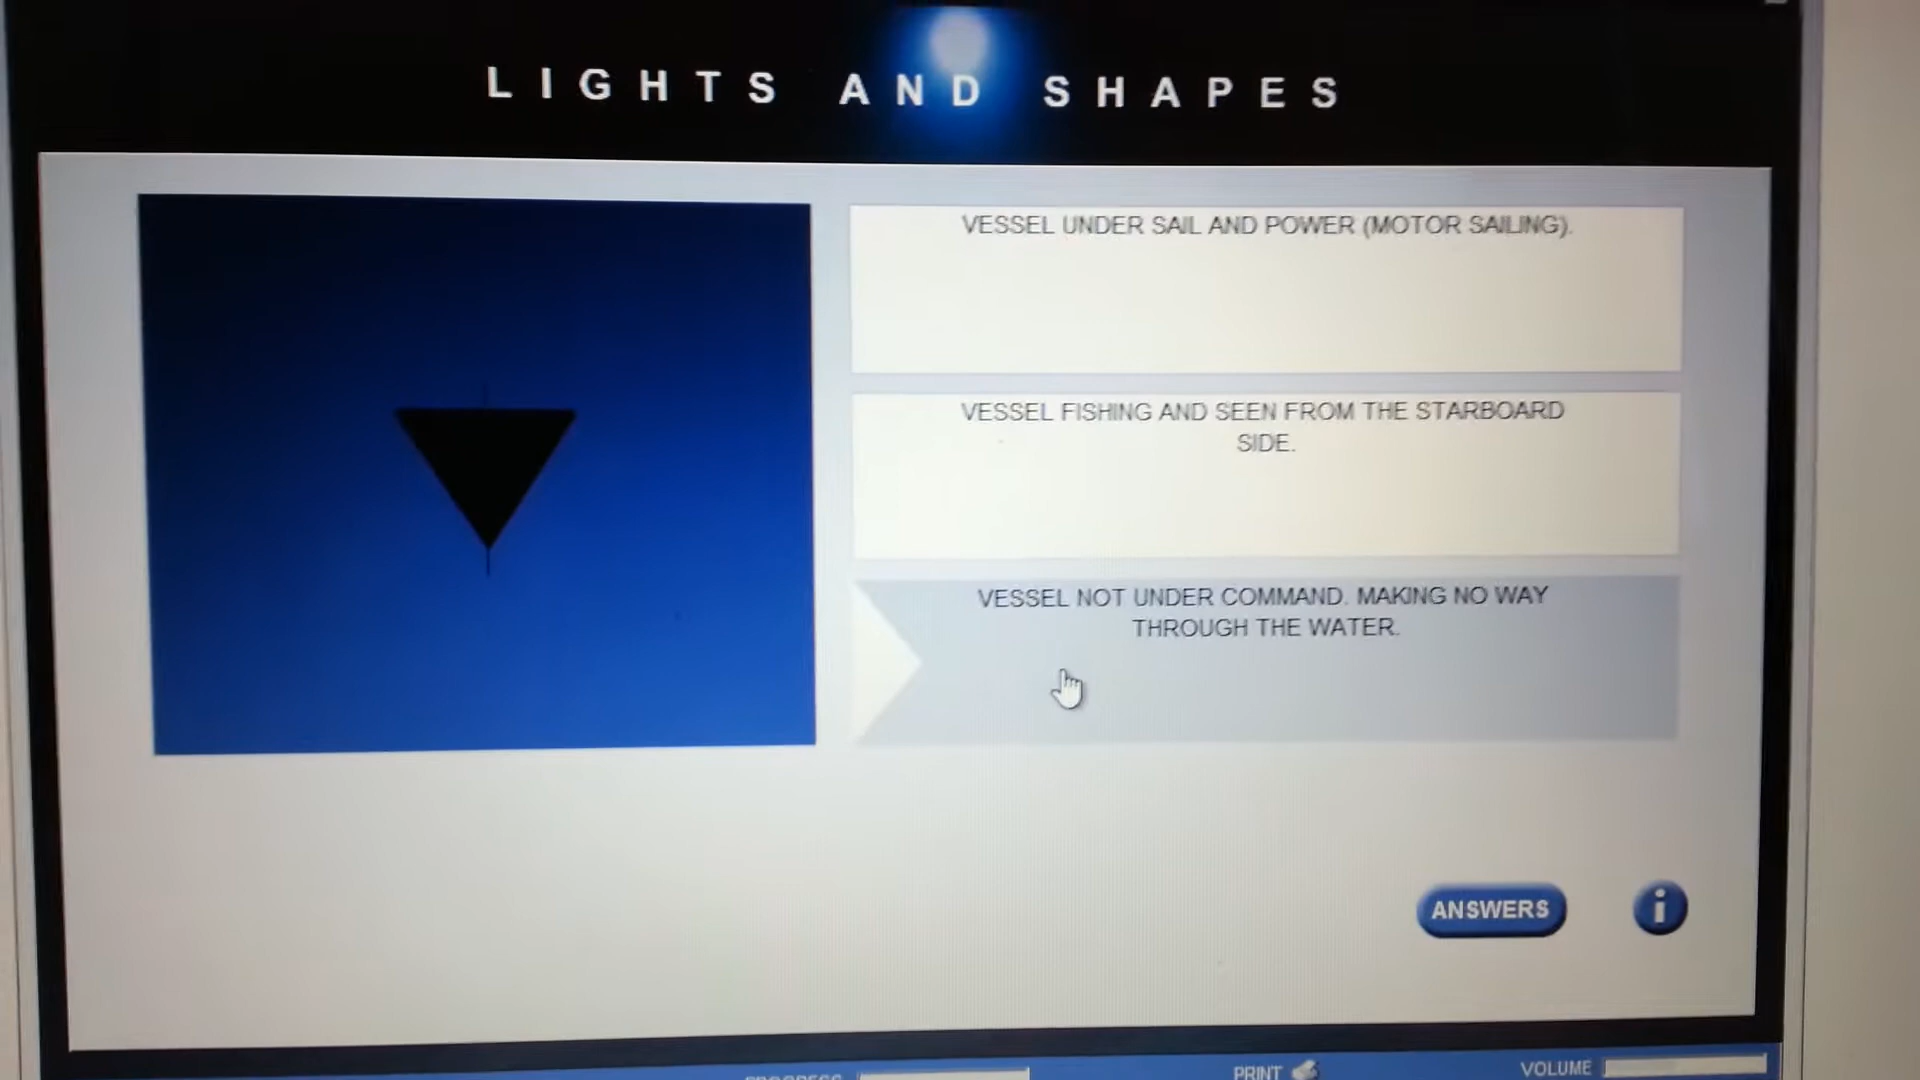 LIGHTS AND SHAPES
VESSEL UNDER SAIL AND POWER (MOTOR SAILING).
VESSEL FISHING AND SEEN FROM THE STARBOARD
SIDE.
VESSEL NOT UNDER COMMAND. MAKING NO WAY
THROUGH THE WATER.
ANSWERS
i
PROGRESS
PRINT
VOLUME